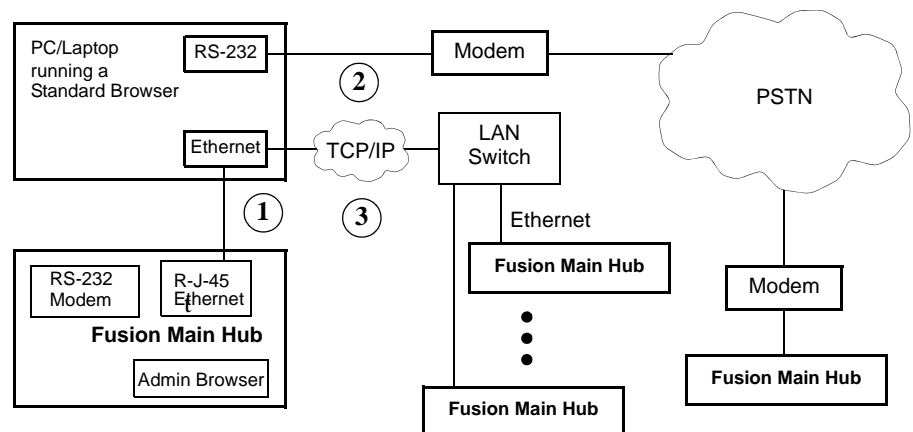 PC/Laptop
running a
Standard Browser
RS-232
2
Modem
PSTN
Ethernet
TCP/IP
LAN
Switch
1
3
Ethernet
Fusion Main Hub
RS-232
Modem
R-J-45
Ethernet
t
Fusion Main Hub
Admin Browser
Modem
Fusion Main Hub
Fusion Main Hub